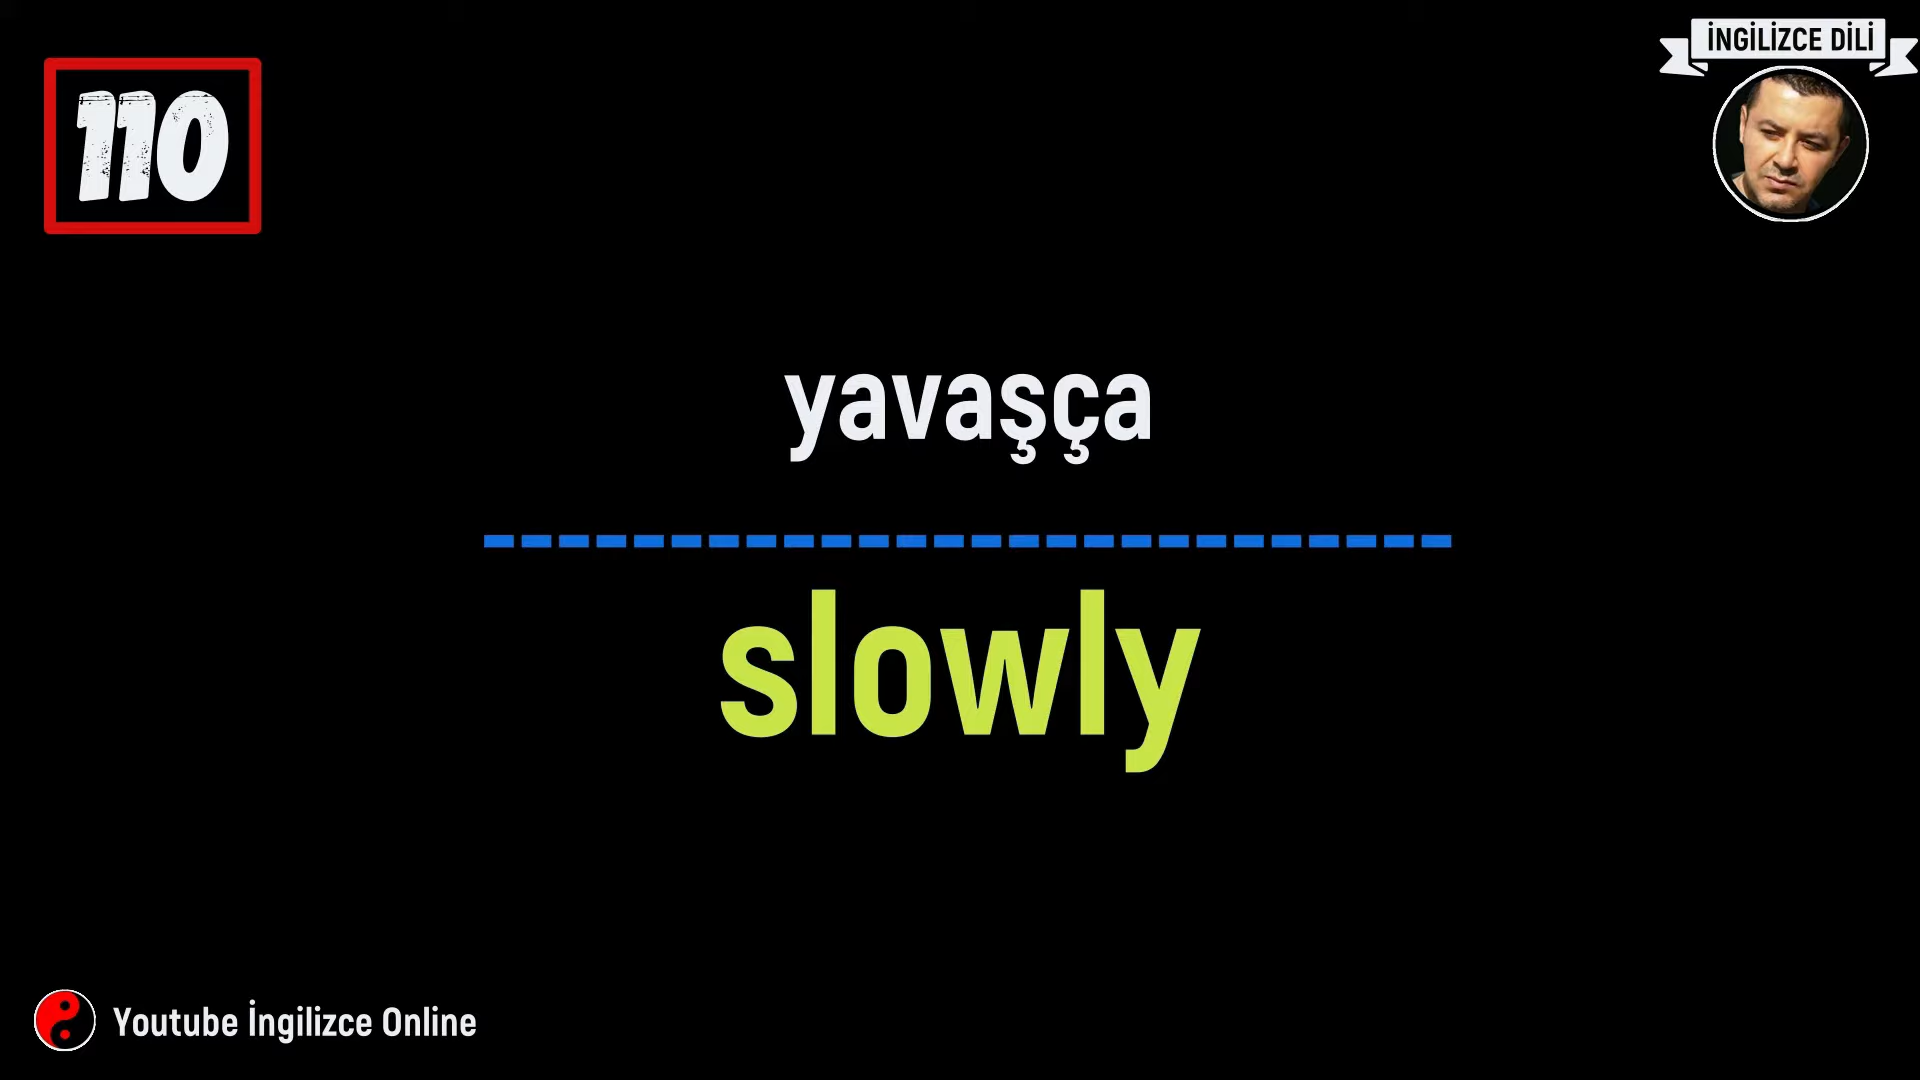 110
İNGİLİZCE DİLİ
yavaşça
slowly
Youtube İngilizce Online